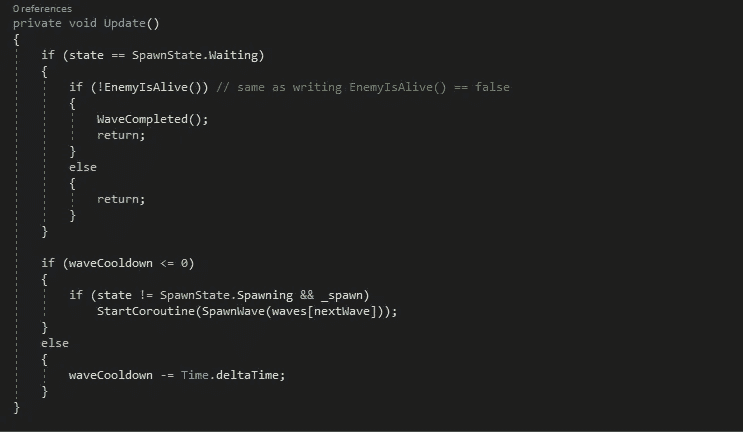 0 references
private void Update()
{
    if (state == SpawnState.Waiting)
    {
        if (!EnemyIsAlive()) // same as writing EnemyIsAlive() == false
        {
            WaveCompleted();
            return;
        }
        else
        {
            return;
        }
    }

    if (waveCooldown <= 0)
    {
        if (state != SpawnState.Spawning && _spawn)
            StartCoroutine(SpawnWave(waves[nextWave]));
    }
    else
    {
        waveCooldown -= Time.deltaTime;
    }
}